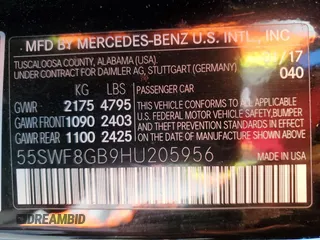 MFD BY MERCEDES-BENZ U.S. INTL., INC
TUSCALOOSA COUNTY, ALABAMA (USA)
UNDER CONTRACT FOR DAIMLER AG, STUTTGART (GERMANY)
/17
040
KG LBS
PASSENGER CAR
GVWR 2175 4795
GAWR FRONT 1090 2403
GAWR REAR 1100 2425
THIS VEHICLE CONFORMS TO ALL APPLICABLE
U.S. FEDERAL MOTOR VEHICLE SAFETY, BUMPER
AND THEFT PREVENTION STANDARDS IN EFFECT
ON THE DATE OF MANUFACTURE SHOWN ABOVE
55SWF8GB9HU205956
DREAMBID